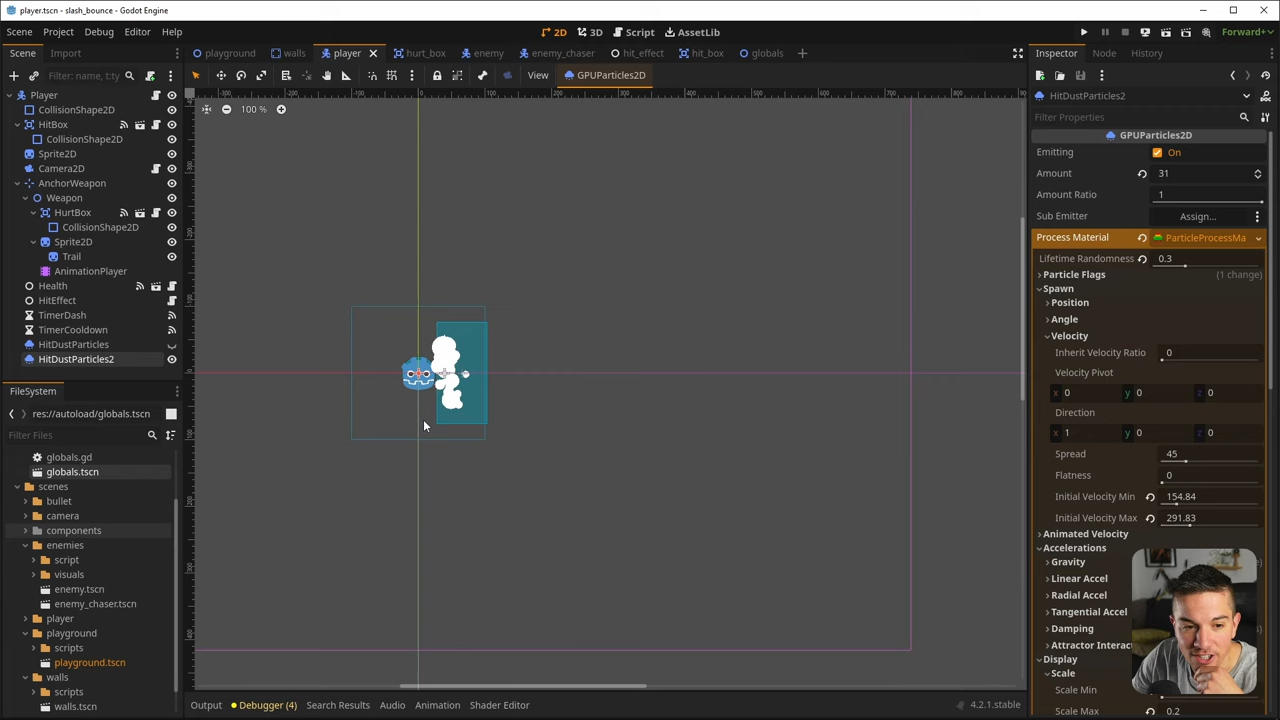 player.tscn - slash_bounce - Godot Engine
Scene Project Debug Editor Help
2D 3D Script AssetLib
Forward+
Scene Import
playground walls player hurt_box enemy enemy_chaser hit_effect hit_box globals
Inspector Node History
Filter: name, t:ty
View GPUParticles2D
Player
CollisionShape2D
HitBox
CollisionShape2D
Sprite2D
Camera2D
AnchorWeapon
Weapon
HurtBox
CollisionShape2D
Sprite2D
Trail
AnimationPlayer
Health
HitEffect
TimerDash
TimerCooldown
HitDustParticles
HitDustParticles2
FileSystem
res://autoload/globals.tscn
Filter Files
globals.gd
globals.tscn
scenes
bullet
camera
components
enemies
script
visuals
enemy.tscn
enemy_chaser.tscn
player
playground
scripts
playground.tscn
walls
scripts
walls.tscn
100 %
HitDustParticles2
Filter Properties
GPUParticles2D
Emitting On
Amount 31
Amount Ratio 1
Sub Emitter Assign...
Process Material ParticleProcessMa
Lifetime Randomness 0.3
Particle Flags (1 change)
Spawn
Position
Angle
Velocity
Inherit Velocity Ratio 0
Velocity Pivot
x 0 y 0 z 0
Direction
x 1 y 0 z 0
Spread 45
Flatness 0
Initial Velocity Min 154.84
Initial Velocity Max 291.83
Animated Velocity
Accelerations
Gravity
Linear Accel
Radial Accel
Tangential Accel
Damping
Attractor Interac
Display
Scale
Scale Min
Scale Max 0.2
Output Debugger (4) Search Results Audio Animation Shader Editor
4.2.1.stable